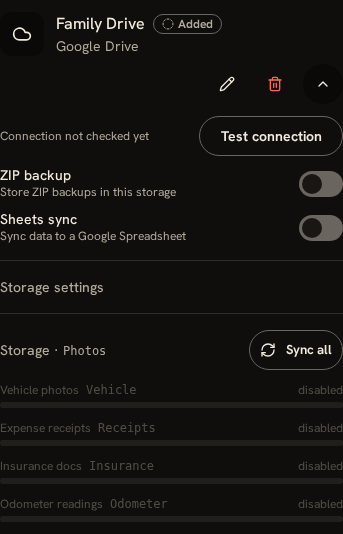 Family Drive Added
Google Drive
Connection not checked yet Test connection
ZIP backup
Store ZIP backups in this storage
Sheets sync
Sync data to a Google Spreadsheet
Storage settings
Storage · Photos Sync all
Vehicle photos Vehicle disabled
Expense receipts Receipts disabled
Insurance docs Insurance disabled
Odometer readings Odometer disabled